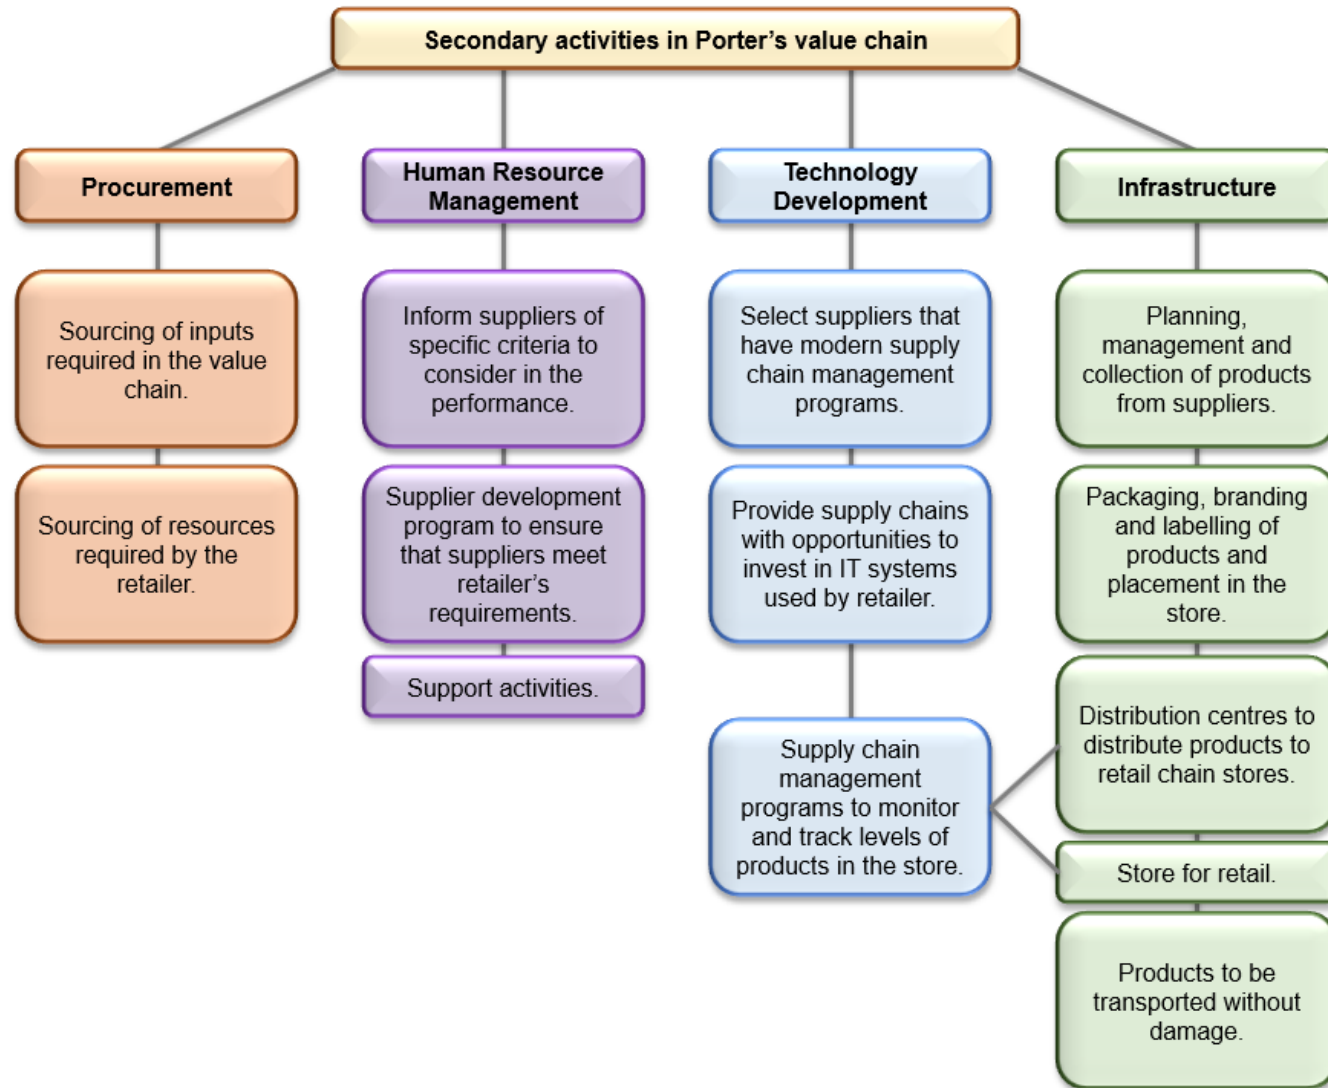 Secondary activities in Porter’s value chain
Procurement
Sourcing of inputs
required in the value
chain.
Sourcing of resources
required by the
retailer.
Human Resource
Management
Inform suppliers of
specific criteria to
consider in the
performance.
Supplier development
program to ensure
that suppliers meet
retailer’s
requirements.
Support activities.
Technology
Development
Select suppliers that
have modern supply
chain management
programs.
Provide supply chains
with opportunities to
invest in IT systems
used by retailer.
Supply chain
management
programs to monitor
and track levels of
products in the store.
Infrastructure
Planning,
management and
collection of products
from suppliers.
Packaging, branding
and labelling of
products and
placement in the
store.
Distribution centres to
distribute products to
retail chain stores.
Store for retail.
Products to be
transported without
damage.